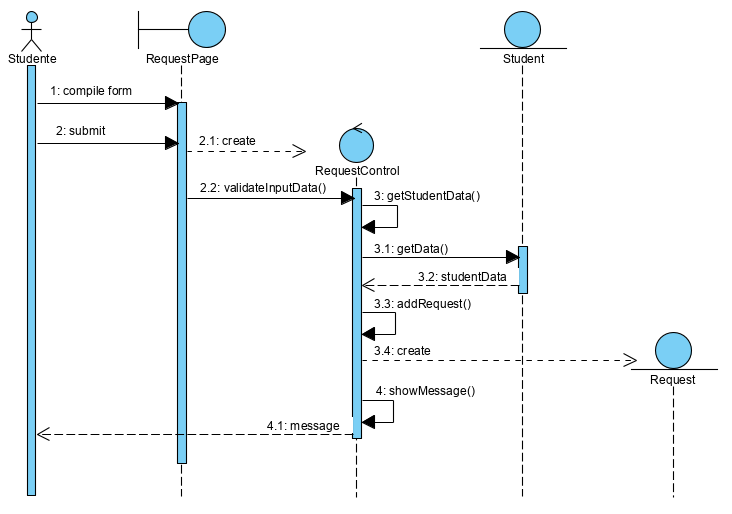 Studente
RequestPage
Student
1: compile form
2: submit
2.1: create
RequestControl
2.2: validateInputData()
3: getStudentData()
3.1: getData()
3.2: studentData
3.3: addRequest()
3.4: create
Request
4: showMessage()
4.1: message